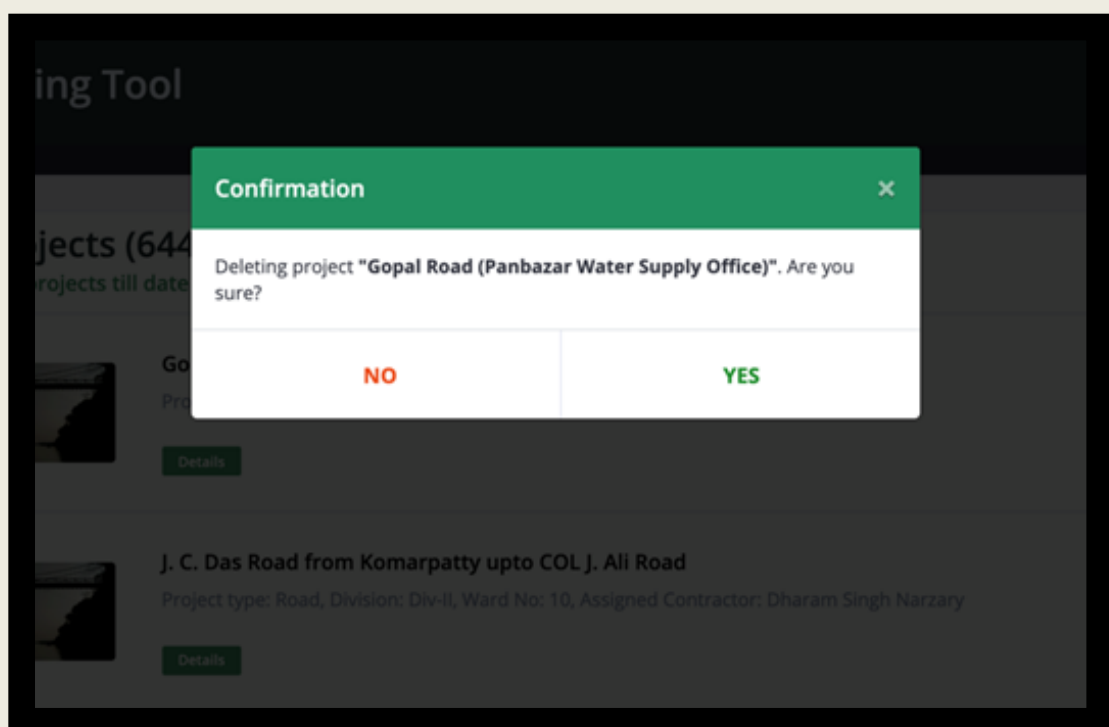 ing Tool
Confirmation ×
jects (644
rojects till date
Deleting project "Gopal Road (Panbazar Water Supply Office)". Are you
sure?
NO YES
Go
Pro
Details
J. C. Das Road from Komarpatty upto COL J. Ali Road
Project type: Road, Division: Div-II, Ward No: 10, Assigned Contractor: Dharam Singh Narzary
Details